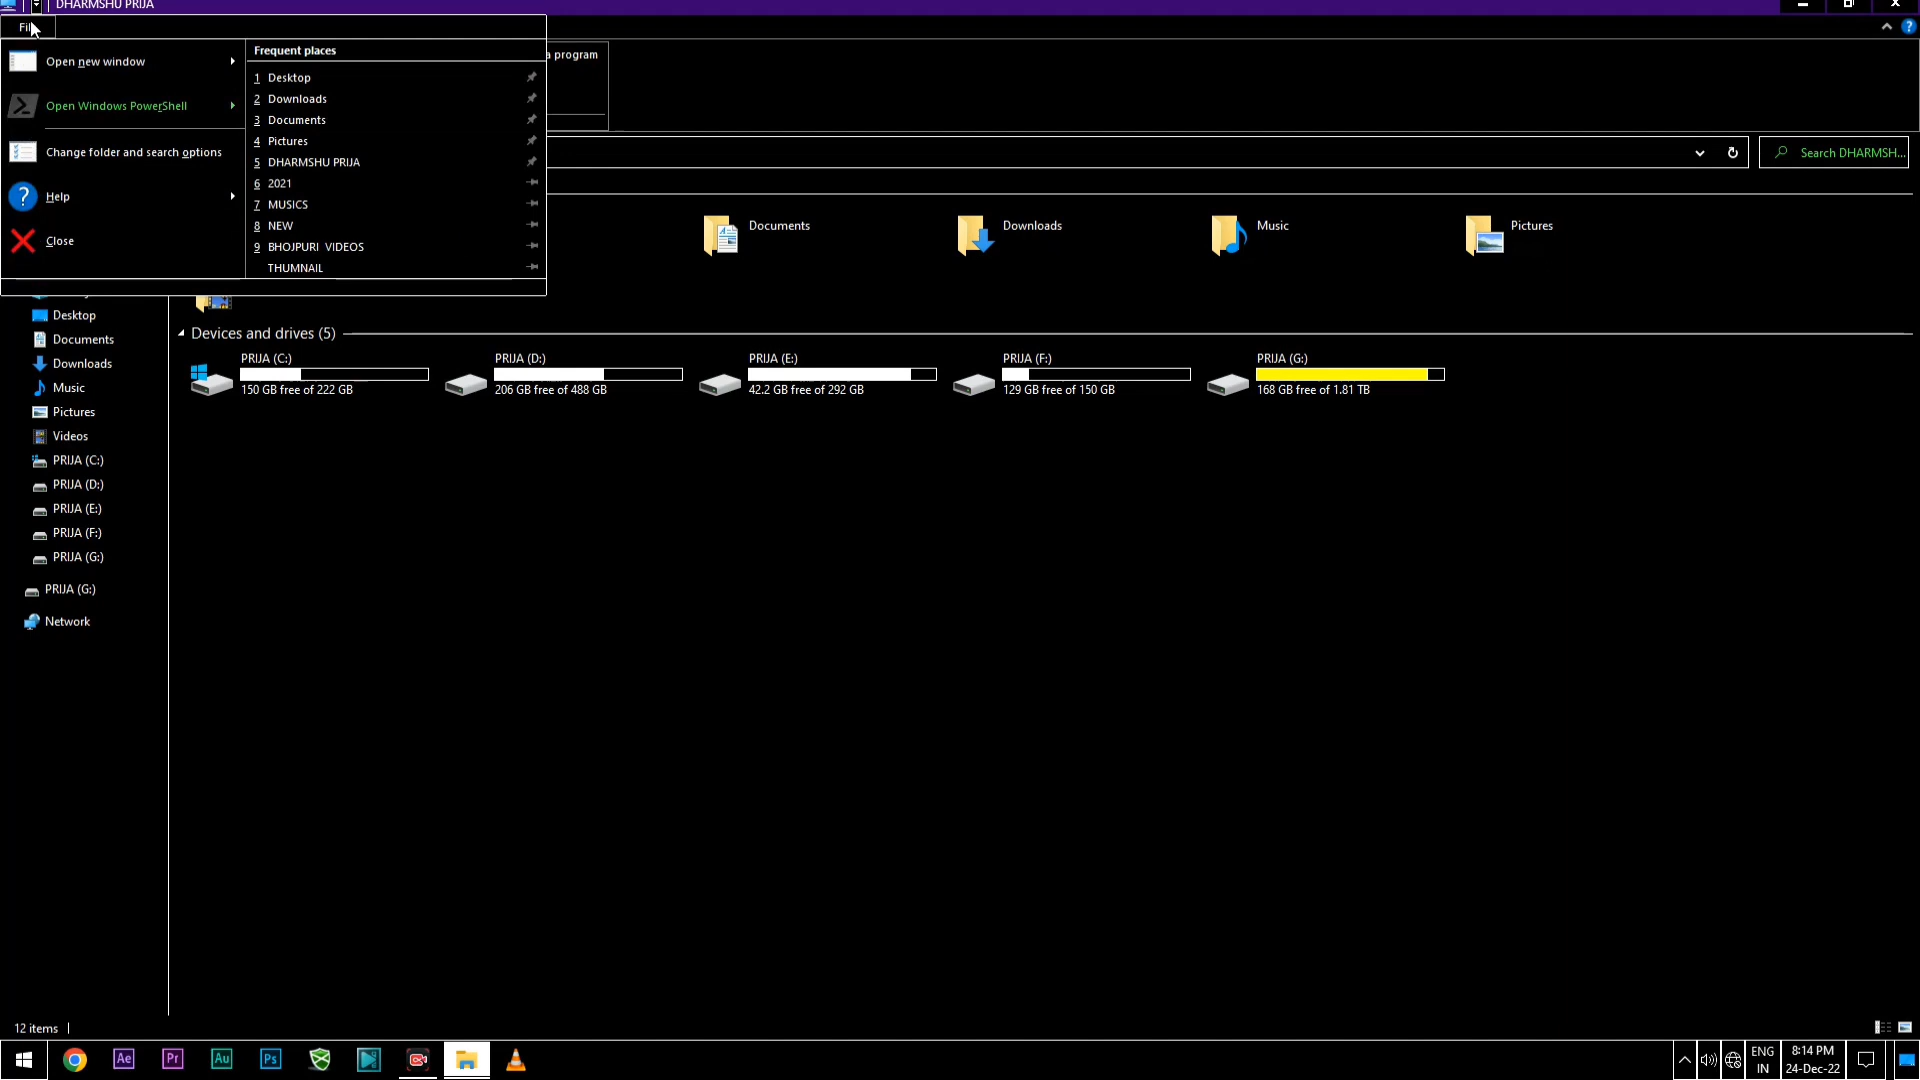 DHARMSHU PRIJA
a program
Open new window
Open Windows PowerShell
Change folder and search options
Help
Close
Frequent places
1 Desktop
2 Downloads
3 Documents
4 Pictures
5 DHARMSHU PRIJA
6 2021
7 MUSICS
8 NEW
9 BHOJPURI VIDEOS
THUMNAIL
Search DHARMSH...
Documents
Downloads
Music
Pictures
Desktop
Documents
Downloads
Music
Pictures
Videos
PRIJA (C:)
PRIJA (D:)
PRIJA (E:)
PRIJA (F:)
PRIJA (G:)
PRIJA (G:)
Network
Devices and drives (5)
PRIJA (C:)
150 GB free of 222 GB
PRIJA (D:)
206 GB free of 488 GB
PRIJA (E:)
42.2 GB free of 292 GB
PRIJA (F:)
129 GB free of 150 GB
PRIJA (G:)
168 GB free of 1.81 TB
12 items
Ae
Pr
Au
Ps
ENG
IN
8:14 PM
24-Dec-22